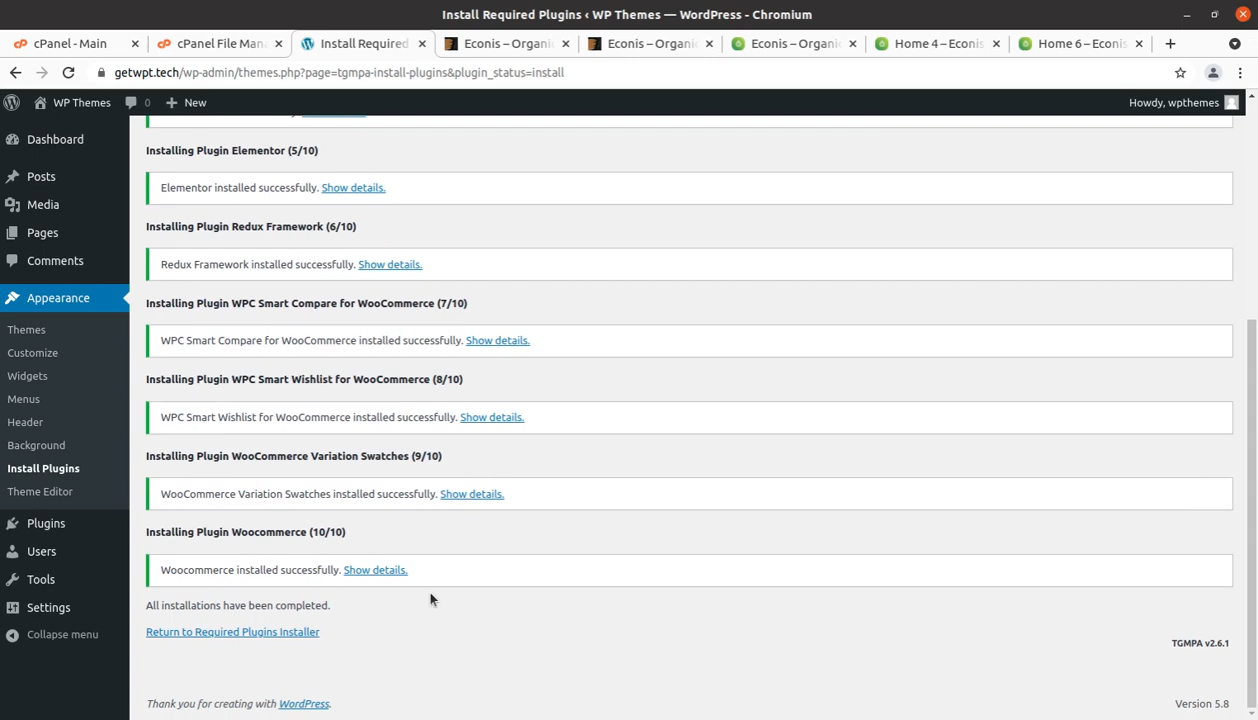 Install Required Plugins ‹ WP Themes — WordPress - Chromium
cPanel - Main
cPanel File Mana
Install Required
Econis – Organic
Econis – Organic
Econis – Organic
Home 4 – Econis
Home 6 – Econis
getwpt.tech/wp-admin/themes.php?page=tgmpa-install-plugins&plugin_status=install
WP Themes
0
New
Howdy, wpthemes
Dashboard
Posts
Media
Pages
Comments
Appearance
Themes
Customize
Widgets
Menus
Header
Background
Install Plugins
Theme Editor
Plugins
Users
Tools
Settings
Collapse menu
Installing Plugin Elementor (5/10)
Elementor installed successfully. Show details.
Installing Plugin Redux Framework (6/10)
Redux Framework installed successfully. Show details.
Installing Plugin WPC Smart Compare for WooCommerce (7/10)
WPC Smart Compare for WooCommerce installed successfully. Show details.
Installing Plugin WPC Smart Wishlist for WooCommerce (8/10)
WPC Smart Wishlist for WooCommerce installed successfully. Show details.
Installing Plugin WooCommerce Variation Swatches (9/10)
WooCommerce Variation Swatches installed successfully. Show details.
Installing Plugin Woocommerce (10/10)
Woocommerce installed successfully. Show details.
All installations have been completed.
Return to Required Plugins Installer
TGMPA v2.6.1
Thank you for creating with WordPress.
Version 5.8